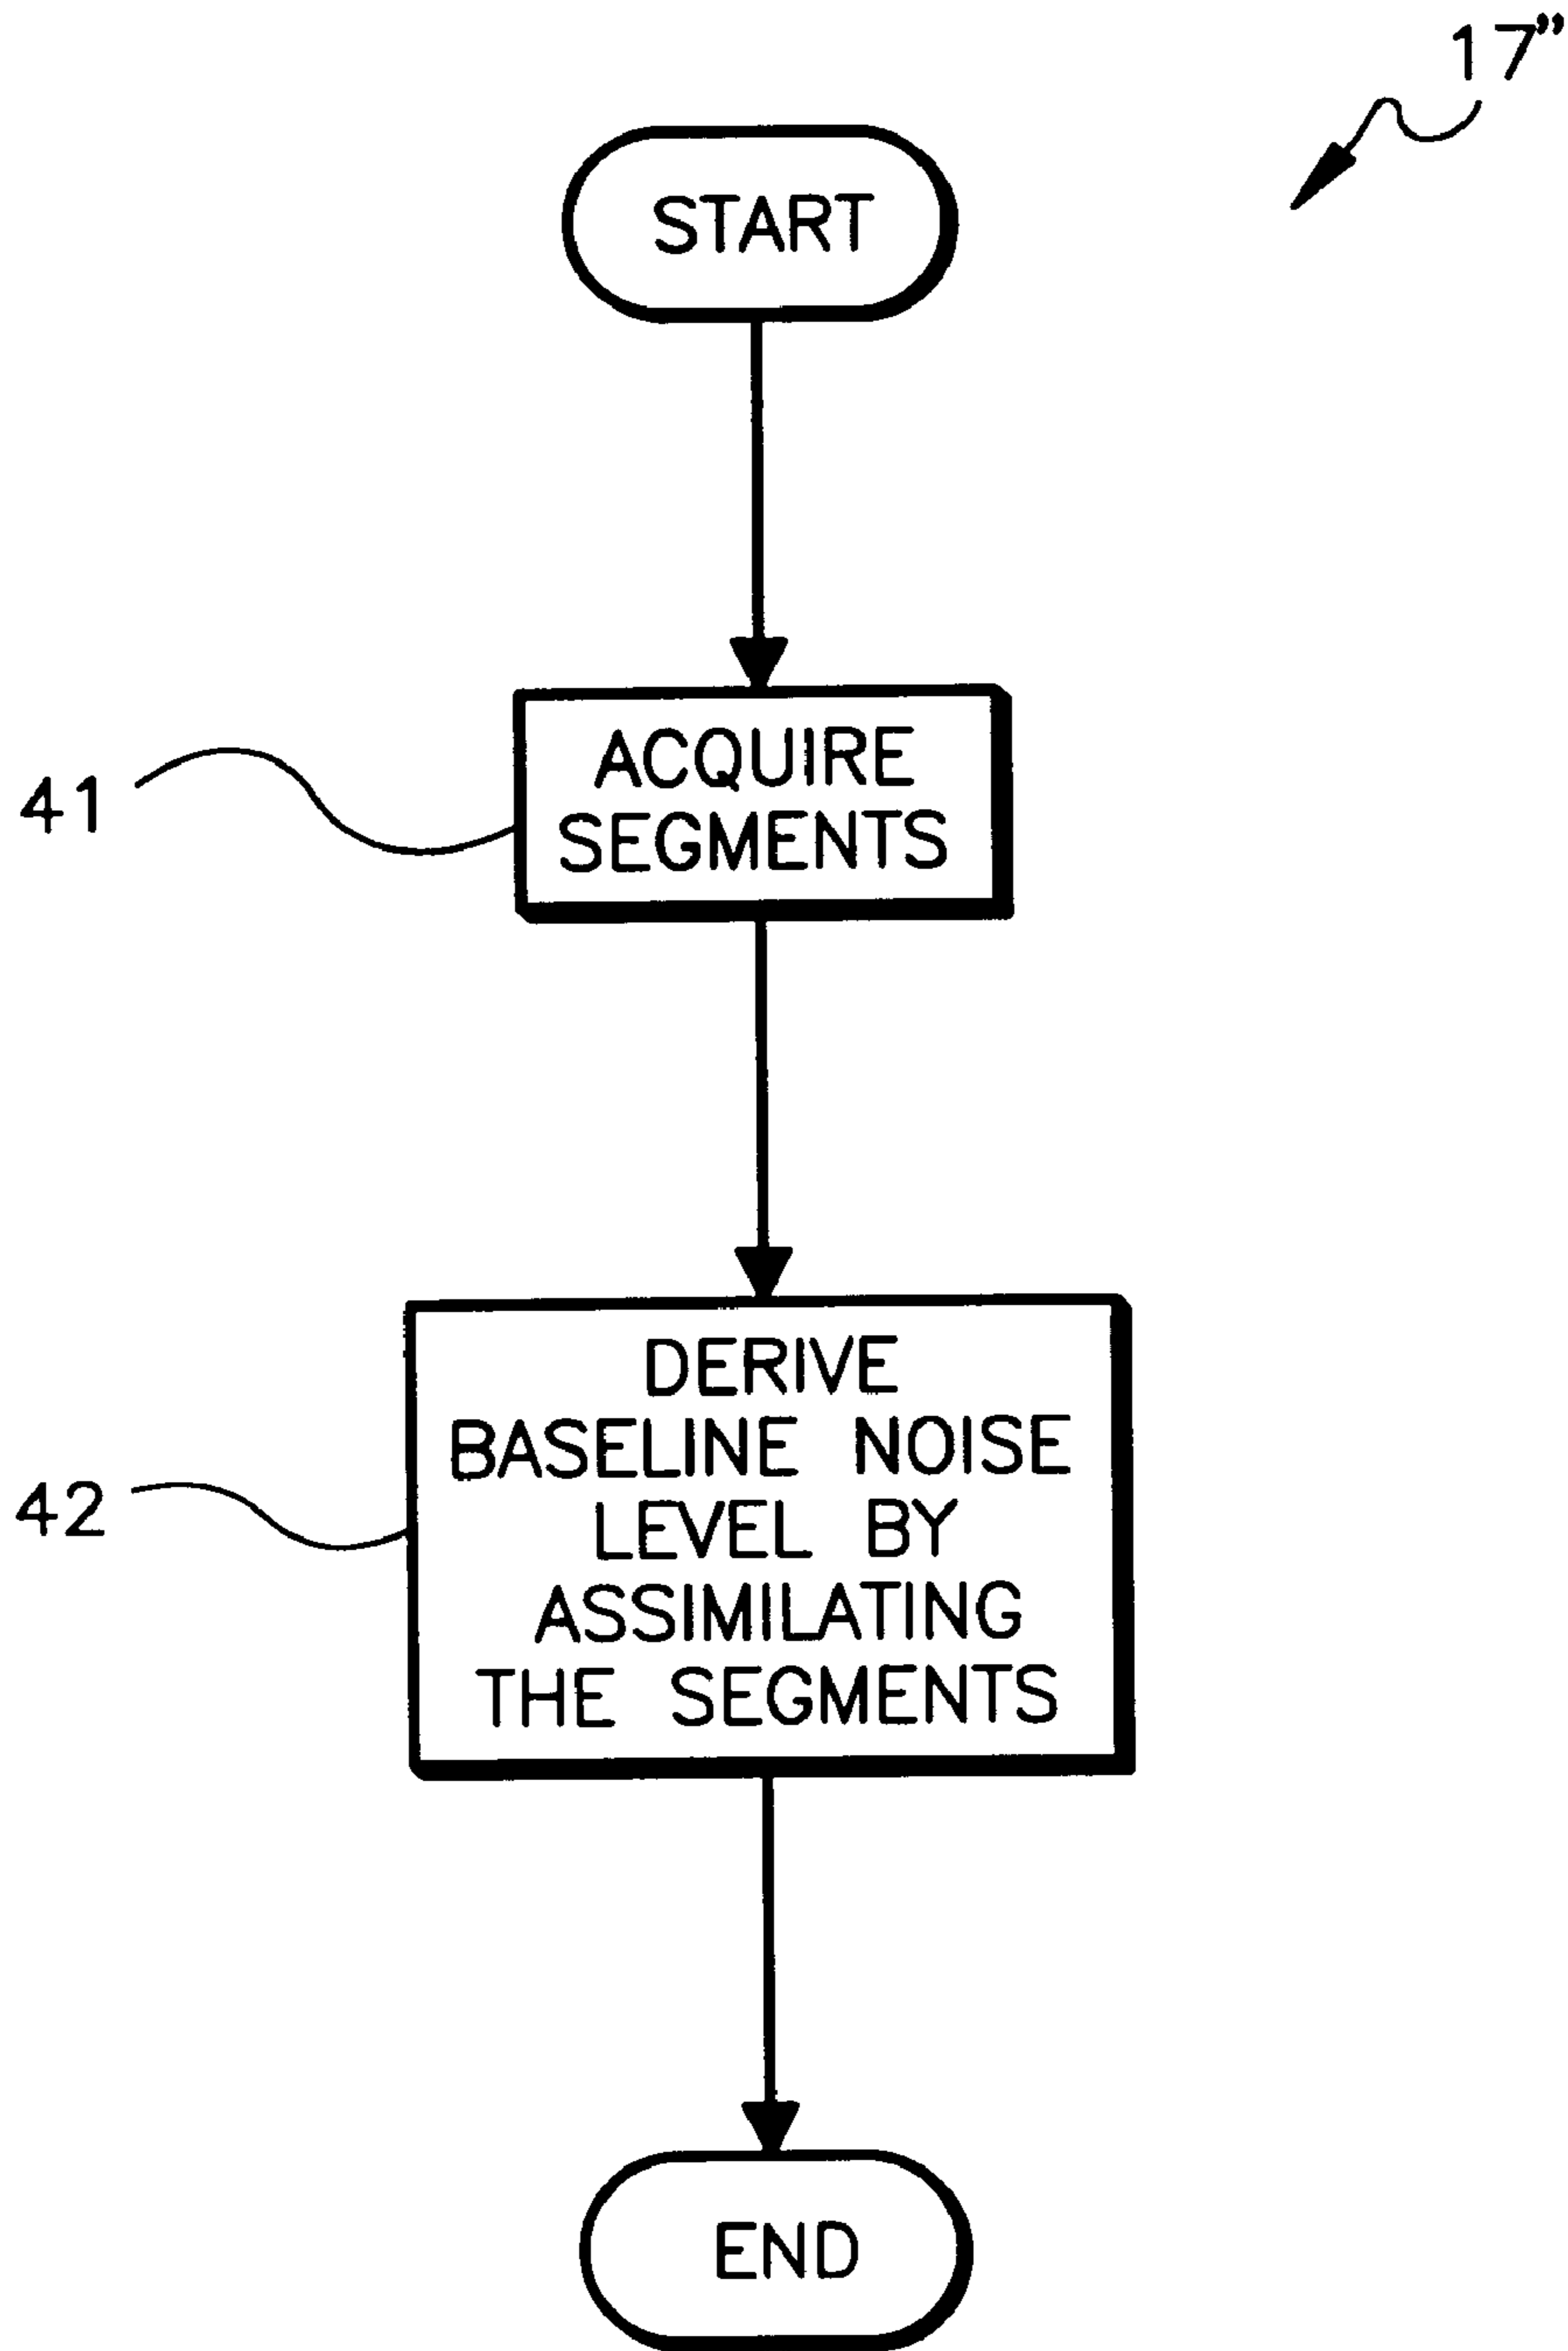 17”
START
ACQUIRE
SEGMENTS
41
DERIVE
BASELINE NOISE
LEVEL BY
ASSIMILATING
THE SEGMENTS
42
END